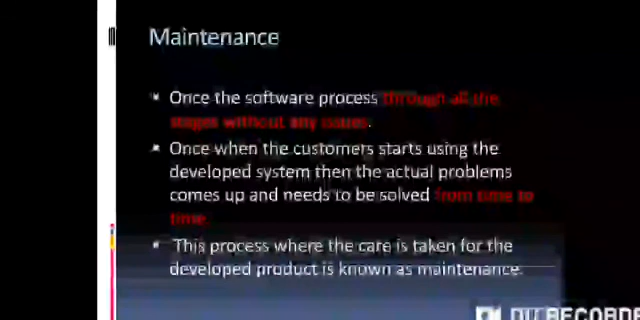 Maintenance
Once the software process through all the
stages without any issues.
Once when the customers starts using the
developed system then the actual problems
comes up and needs to be solved from time to
time.
This process where the care is taken for the
developed product is known as maintenance.
DU RECORDE